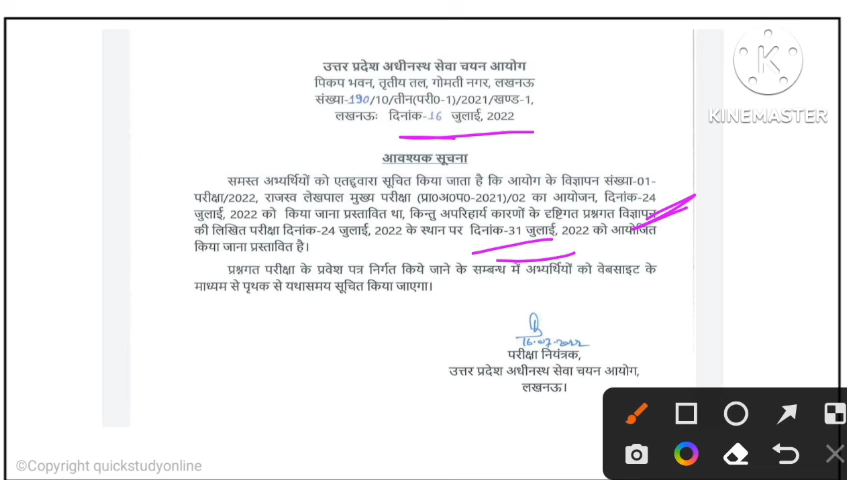 KINEMASTER
उत्तर प्रदेश अधीनस्थ सेवा चयन आयोग
पिकप भवन, तृतीय तल, गोमती नगर, लखनऊ
संख्या-190/10/तीन(परी0-1)/2021/खण्ड-1,
लखनऊः दिनांक-16 जुलाई, 2022
आवश्यक सूचना
समस्त अभ्यर्थियों को एतद्द्वारा सूचित किया जाता है कि आयोग के विज्ञापन संख्या-01-
परीक्षा/2022, राजस्व लेखपाल मुख्य परीक्षा (प्रा0अ0प0-2021)/02 का आयोजन, दिनांक-24
जुलाई, 2022 को किया जाना प्रस्तावित था, किन्तु अपरिहार्य कारणों के दृष्टिगत प्रश्नगत विज्ञापन
की लिखित परीक्षा दिनांक-24 जुलाई, 2022 के स्थान पर दिनांक-31 जुलाई, 2022 को आयोजित
किया जाना प्रस्तावित है।
प्रश्नगत परीक्षा के प्रवेश पत्र निर्गत किये जाने के सम्बन्ध में अभ्यर्थियों को वेबसाइट के
माध्यम से पृथक से यथासमय सूचित किया जाएगा।
16.07.2022
परीक्षा नियंत्रक,
उत्तर प्रदेश अधीनस्थ सेवा चयन आयोग,
लखनऊ।
©Copyright quickstudyonline